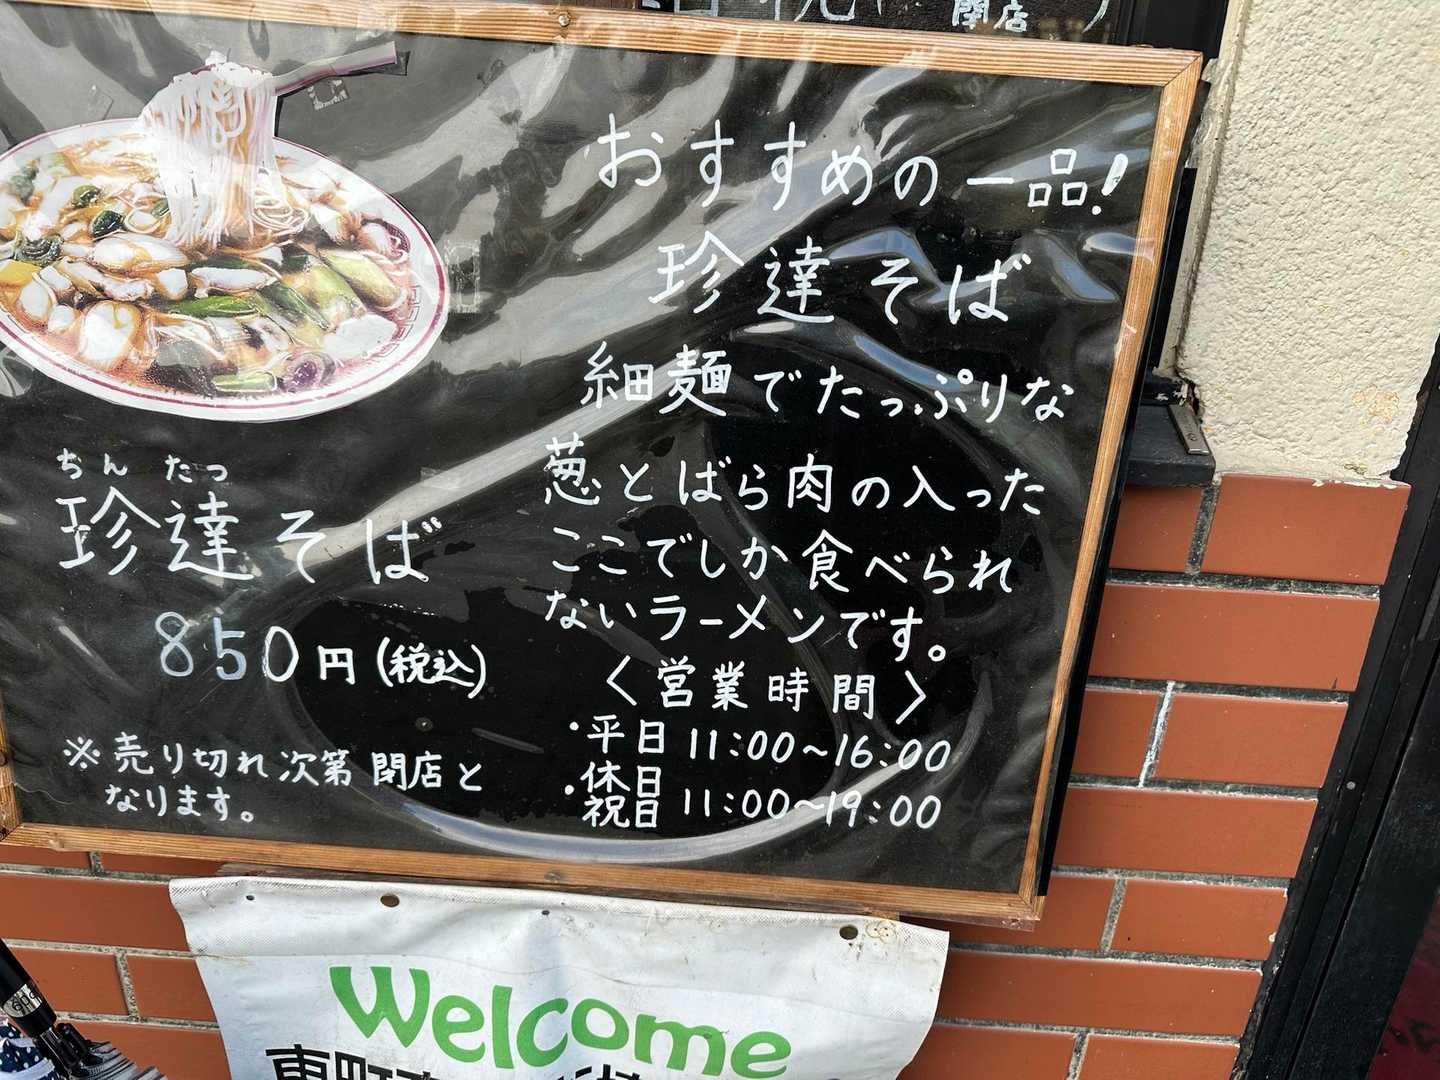 閉店
おすすめの一品!
珍達そば
細麺でたっぷりな
葱とばら肉の入った
ここでしか食べられ
ないラーメンです。
〈営業時間〉
・平日 11:00~16:00
・休日
祝日 11:00~19:00
ちん たつ
珍達そば
850円(税込)
※売り切れ次第閉店と
なります。
Welcome
東町